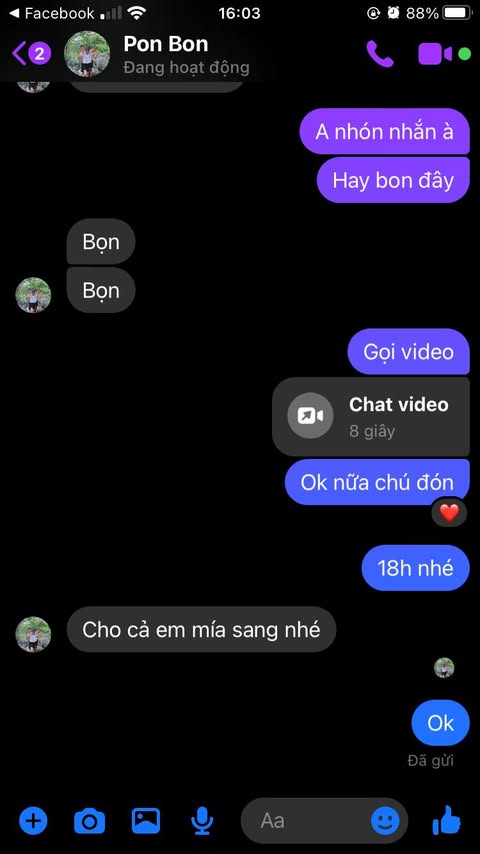 Facebook
16:03
88%
2
Pon Bon
Đang hoạt động
A nhón nhắn à
Hay bon đây
Bọn
Bọn
Gọi video
Chat video
8 giây
Ok nữa chú đón
18h nhé
Cho cả em mía sang nhé
Ok
Đã gửi
Aa